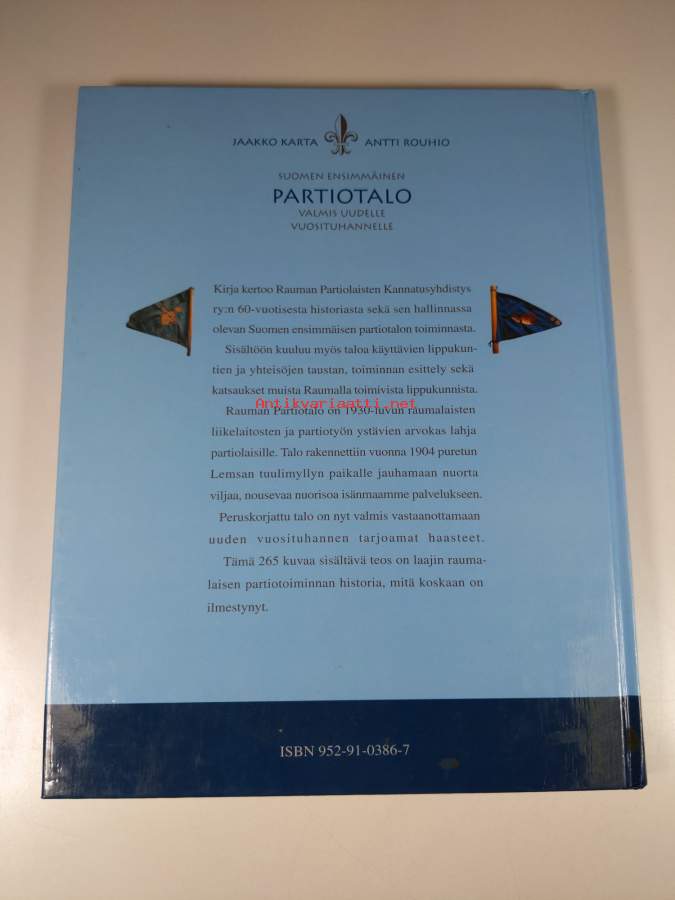 JAAKKO KARTA ANTTI ROUHIO
SUOMEN ENSIMMÄINEN
PARTIOTALO
VALMIS UUDELLE
VUOSITUHANNELLE
Kirja kertoo Rauman Partiolaisten Kannatusyhdistys
ry:n 60-vuotisesta historiasta sekä sen hallinnassa
olevan Suomen ensimmäisen partiotalon toiminnasta.
Sisältöön kuuluu myös taloa käyttävien lippukun-
tien ja yhteisöjen taustan, toiminnan esittely sekä
katsaukset muista Raumalla toimivista lippukunnista.
Antikvariaatti.net
Rauman Partiotalo on 1930-luvun raumalaisten
liikelaitosten ja partiotyön ystävien arvokas lahja
partiolaisille. Talo rakennettiin vuonna 1904 puretun
Lemsan tuulimyllyn paikalle jauhamaan nuorta
viljaa, nousevaa nuorisoa isänmaamme palvelukseen.
Peruskorjattu talo on nyt valmis vastaanottamaan
uuden vuosituhannen tarjoamat haasteet.
Tämä 265 kuvaa sisältävä teos on laajin rauma-
laisen partiotoiminnan historia, mitä koskaan on
ilmestynyt.
ISBN 952-91-0386-7